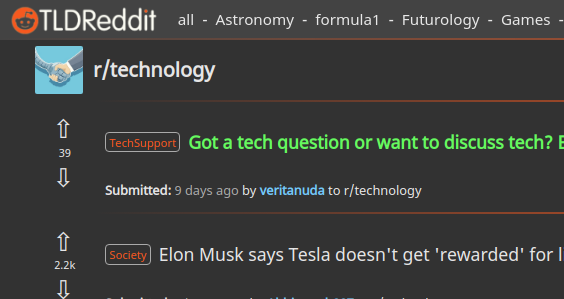 TLDReddit all - Astronomy - formula1 - Futurology - Games -
r/technology
39
TechSupport Got a tech question or want to discuss tech?
Submitted: 9 days ago by veritanuda to r/technology
2.2k
Society Elon Musk says Tesla doesn't get 'rewarded' for